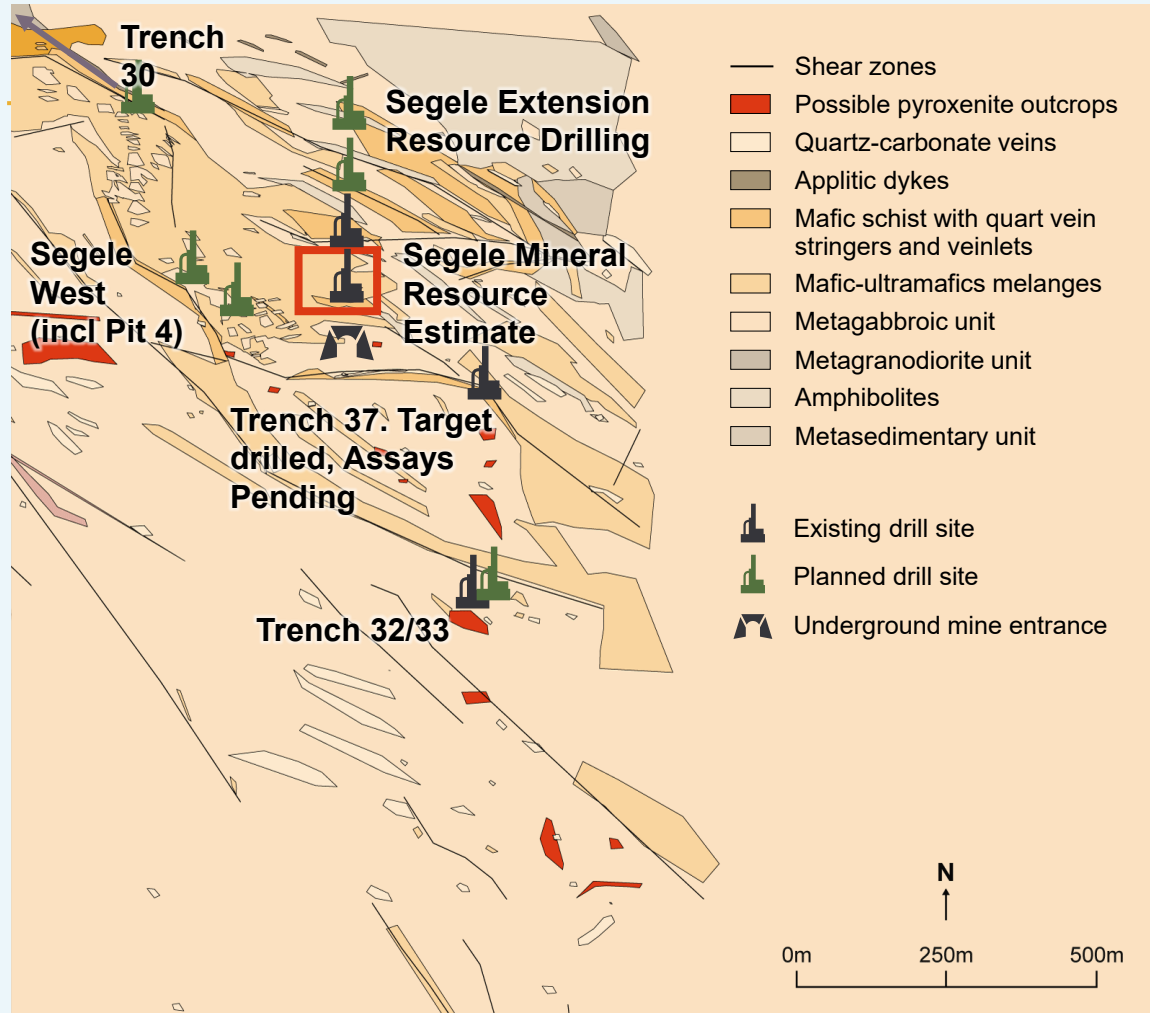 Trench
30
Segele Extension
Resource Drilling
Segele
West
(incl Pit 4)
Segele Mineral
Resource
Estimate
Trench 37. Target
drilled, Assays
Pending
Trench 32/33
Shear zones
Possible pyroxenite outcrops
Quartz-carbonate veins
Applitic dykes
Mafic schist with quart vein
stringers and veinlets
Mafic-ultramafics melanges
Metagabbroic unit
Metagranodiorite unit
Amphibolites
Metasedimentary unit
Existing drill site
Planned drill site
Underground mine entrance
N
0m 250m 500m